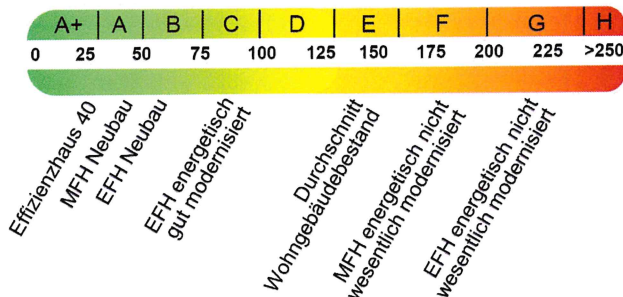 A+ A B C D E F G H
0 25 50 75 100 125 150 175 200 225 >250
Effizienzhaus 40
MFH Neubau
EFH Neubau
EFH energetisch
gut modernisiert
Durchschnitt
Wohngebäudebestand
MFH energetisch nicht
wesentlich modernisiert
EFH energetisch nicht
wesentlich modernisiert